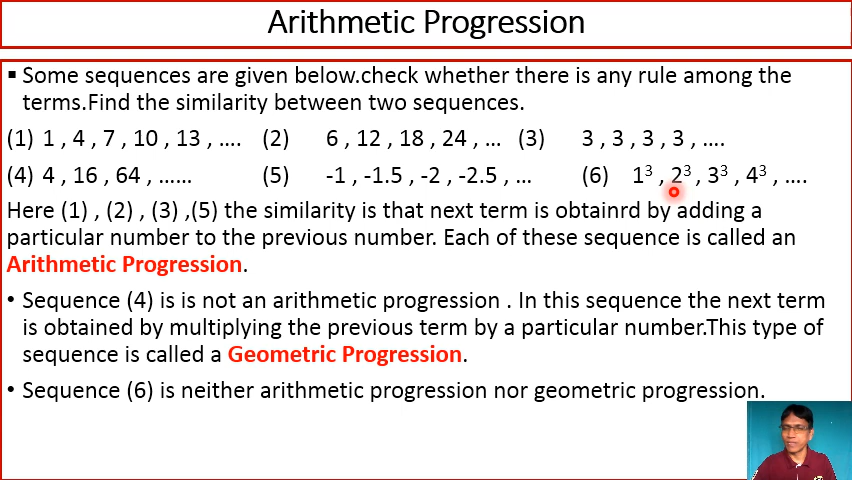 Arithmetic Progression
▪ Some sequences are given below.check whether there is any rule among the
terms.Find the similarity between two sequences.
(1) 1 , 4 , 7 , 10 , 13 , .... (2) 6 , 12 , 18 , 24 , ... (3) 3 , 3 , 3 , 3 , ....
(4) 4 , 16 , 64 , ...... (5) -1 , -1.5 , -2 , -2.5 , ... (6) 1³ , 2³ , 3³ , 4³ , ....
Here (1) , (2) , (3) ,(5) the similarity is that next term is obtainrd by adding a
particular number to the previous number. Each of these sequence is called an
Arithmetic Progression.
• Sequence (4) is is not an arithmetic progression . In this sequence the next term
is obtained by multiplying the previous term by a particular number.This type of
sequence is called a Geometric Progression.
• Sequence (6) is neither arithmetic progression nor geometric progression.